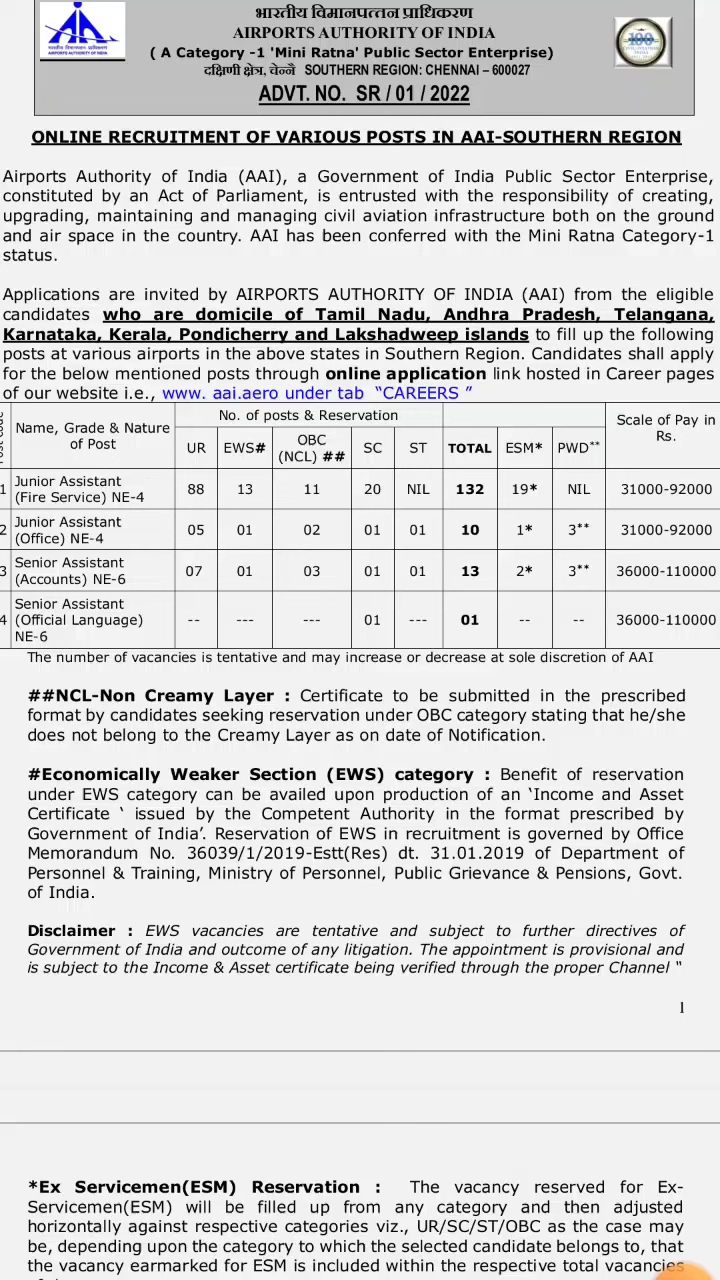 भारतीय विमानपत्तन प्राधिकरण
AIRPORTS AUTHORITY OF INDIA
( A Category -1 'Mini Ratna' Public Sector Enterprise)
दक्षिणी क्षेत्र, चेन्नै SOUTHERN REGION: CHENNAI – 600027
ADVT. NO. SR / 01 / 2022
ONLINE RECRUITMENT OF VARIOUS POSTS IN AAI-SOUTHERN REGION
Airports Authority of India (AAI), a Government of India Public Sector Enterprise,
constituted by an Act of Parliament, is entrusted with the responsibility of creating,
upgrading, maintaining and managing civil aviation infrastructure both on the ground
and air space in the country. AAI has been conferred with the Mini Ratna Category-1
status.
Applications are invited by AIRPORTS AUTHORITY OF INDIA (AAI) from the eligible
candidates who are domicile of Tamil Nadu, Andhra Pradesh, Telangana,
Karnataka, Kerala, Pondicherry and Lakshadweep islands to fill up the following
posts at various airports in the above states in Southern Region. Candidates shall apply
for the below mentioned posts through online application link hosted in Career pages
of our website i.e., www. aai.aero under tab “CAREERS ”
Name, Grade & Nature of Post No. of posts & Reservation Scale of Pay in Rs.
UR EWS# OBC (NCL) ## SC ST TOTAL ESM* PWD**
1 Junior Assistant (Fire Service) NE-4 88 13 11 20 NIL 132 19* NIL 31000-92000
2 Junior Assistant (Office) NE-4 05 01 02 01 01 10 1* 3** 31000-92000
3 Senior Assistant (Accounts) NE-6 07 01 03 01 01 13 2* 3** 36000-110000
4 Senior Assistant (Official Language) NE-6 -- --- --- 01 --- 01 -- -- 36000-110000
The number of vacancies is tentative and may increase or decrease at sole discretion of AAI
##NCL-Non Creamy Layer : Certificate to be submitted in the prescribed
format by candidates seeking reservation under OBC category stating that he/she
does not belong to the Creamy Layer as on date of Notification.
#Economically Weaker Section (EWS) category : Benefit of reservation
under EWS category can be availed upon production of an ‘Income and Asset
Certificate ‘ issued by the Competent Authority in the format prescribed by
Government of India’. Reservation of EWS in recruitment is governed by Office
Memorandum No. 36039/1/2019-Estt(Res) dt. 31.01.2019 of Department of
Personnel & Training, Ministry of Personnel, Public Grievance & Pensions, Govt.
of India.
Disclaimer : EWS vacancies are tentative and subject to further directives of
Government of India and outcome of any litigation. The appointment is provisional and
is subject to the Income & Asset certificate being verified through the proper Channel “
1
*Ex Servicemen(ESM) Reservation : The vacancy reserved for Ex-
Servicemen(ESM) will be filled up from any category and then adjusted
horizontally against respective categories viz., UR/SC/ST/OBC as the case may
be, depending upon the category to which the selected candidate belongs to, that
the vacancy earmarked for ESM is included within the respective total vacancies